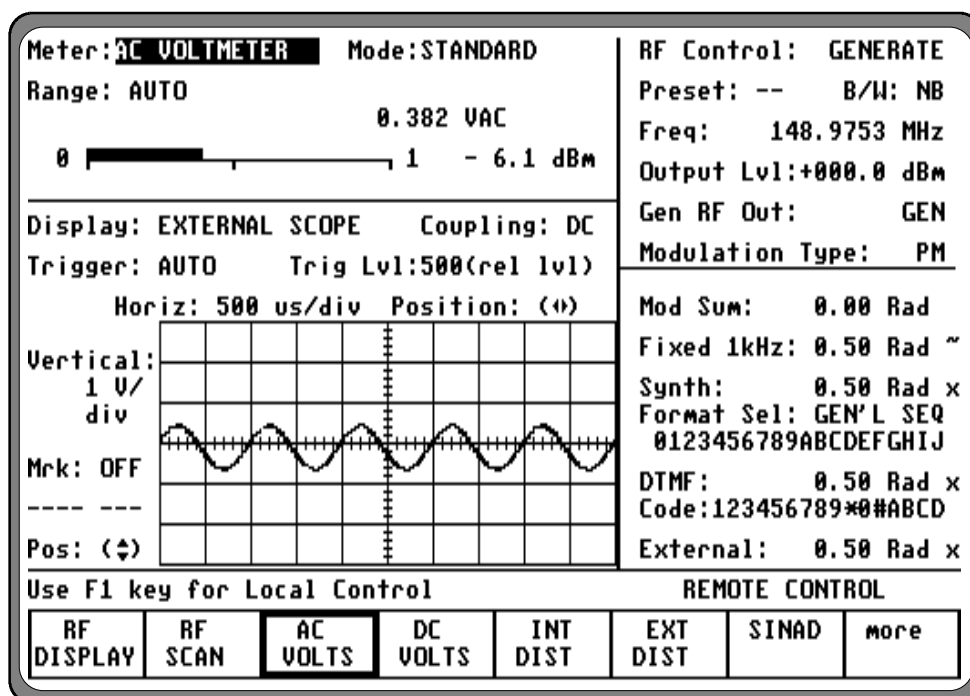 Meter:AC VOLTMETER Mode:STANDARD
Range: AUTO
0.382 VAC
0 1 - 6.1 dBm
Display: EXTERNAL SCOPE Coupling: DC
Trigger: AUTO Trig Lvl:500(rel lvl)
Horiz: 500 us/div Position: (◂▸)
Vertical:
1 V/
div
Mrk: OFF
---- ---
Pos: (▴▾)
RF Control: GENERATE
Preset: -- B/W: NB
Freq: 148.9753 MHz
Output Lvl:+000.0 dBm
Gen RF Out: GEN
Modulation Type: PM
Mod Sum: 0.00 Rad
Fixed 1kHz: 0.50 Rad ~
Synth: 0.50 Rad x
Format Sel: GEN'L SEQ
0123456789ABCDEFGHIJ
DTMF: 0.50 Rad x
Code:123456789*0#ABCD
External: 0.50 Rad x
Use F1 key for Local Control REMOTE CONTROL
RF DISPLAY
RF SCAN
AC VOLTS
DC VOLTS
INT DIST
EXT DIST
SINAD
more